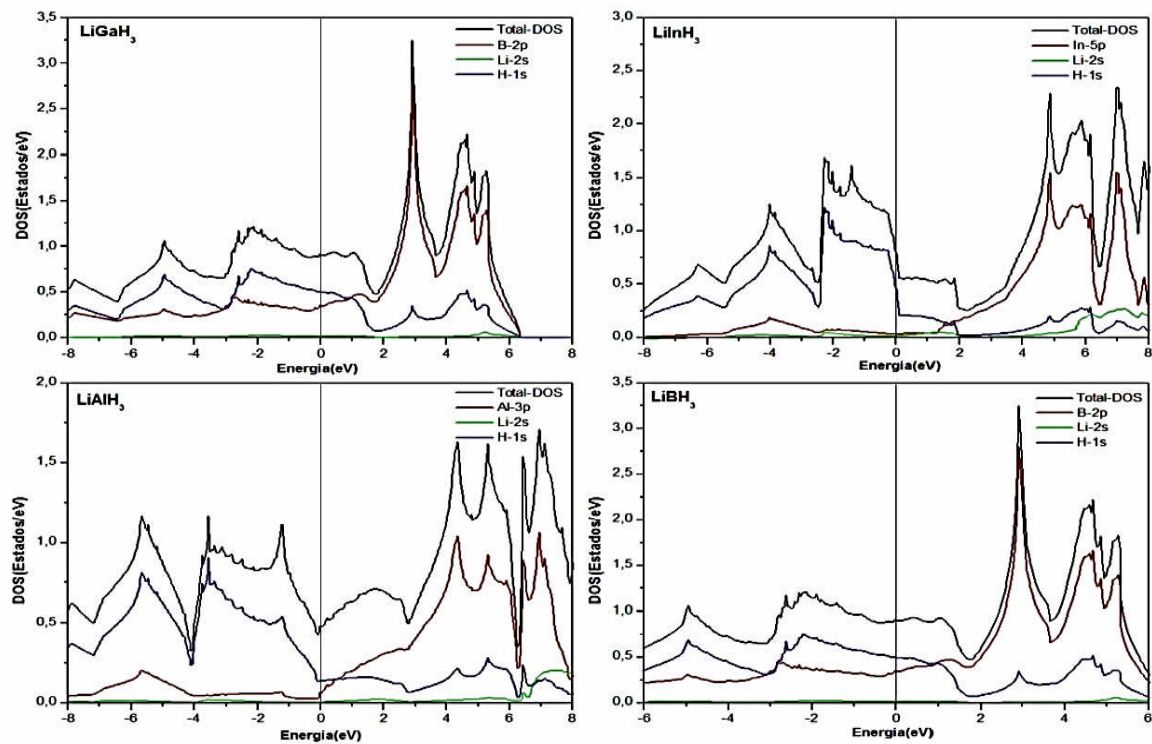 LiGaH₃
Total-DOS
B-2p
Li-2s
H-1s
DOS(Estados/eV)
3,5
3,0
2,5
2,0
1,5
1,0
0,5
0,0
-8 -6 -4 -2 0 2 4 6 8
Energia(eV)
LiInH₃
Total-DOS
In-5p
Li-2s
H-1s
DOS(Estados/eV)
3,0
2,5
2,0
1,5
1,0
0,5
0,0
-8 -6 -4 -2 0 2 4 6 8
Energia(eV)
LiAlH₃
Total-DOS
Al-3p
Li-2s
H-1s
DOS(Estados/eV)
2,0
1,5
1,0
0,5
0,0
-8 -6 -4 -2 0 2 4 6 8
Energia(eV)
LiBH₃
Total-DOS
B-2p
Li-2s
H-1s
DOS(Estados/eV)
3,5
3,0
2,5
2,0
1,5
1,0
0,5
0,0
-6 -4 -2 0 2 4 6
Energia(eV)